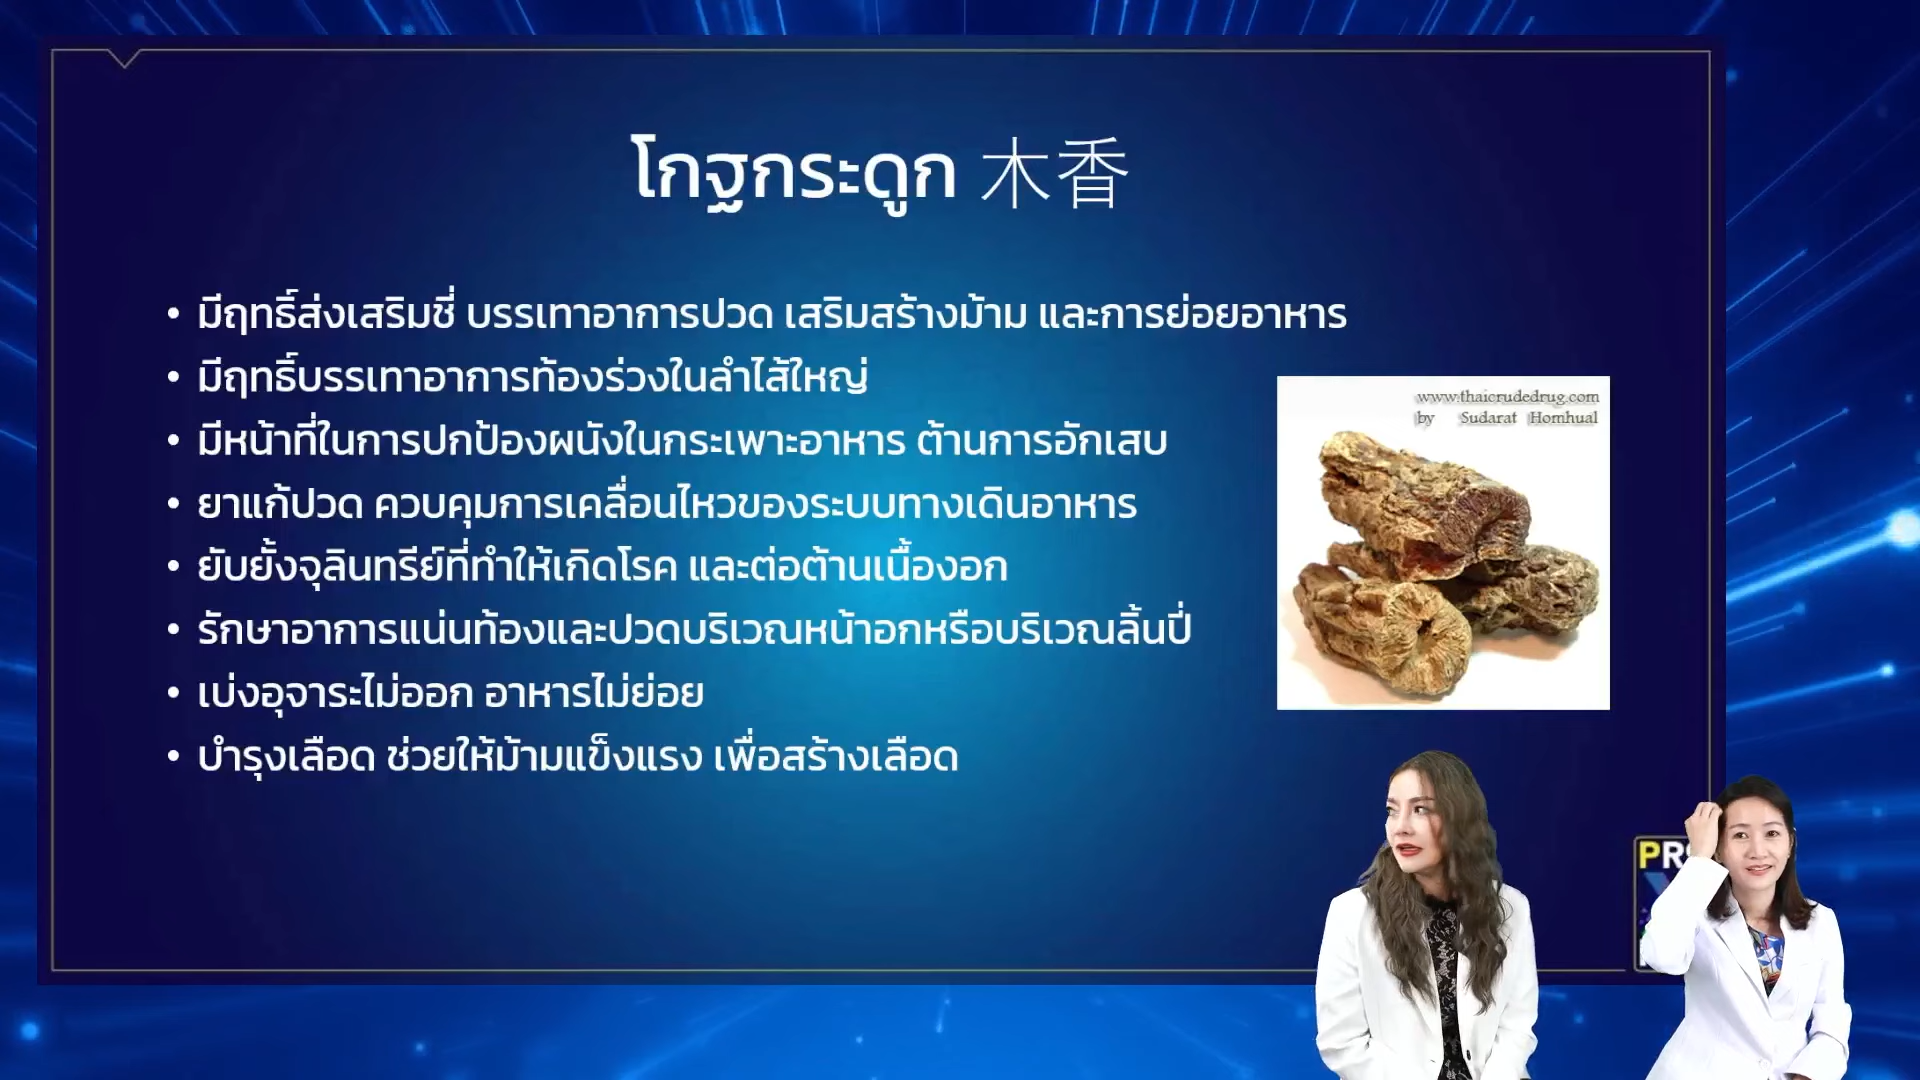 โกฐกระดูก 木香
• มีฤทธิ์ส่งเสริมชี่ บรรเทาอาการปวด เสริมสร้างม้าม และการย่อยอาหาร
• มีฤทธิ์บรรเทาอาการท้องร่วงในลำไส้ใหญ่
• มีหน้าที่ในการปกป้องผนังในกระเพาะอาหาร ต้านการอักเสบ
• ยาแก้ปวด ควบคุมการเคลื่อนไหวของระบบทางเดินอาหาร
• ยับยั้งจุลินทรีย์ที่ทำให้เกิดโรค และต่อต้านเนื้องอก
• รักษาอาการแน่นท้องและปวดบริเวณหน้าอกหรือบริเวณลิ้นปี่
• เบ่งอุจาระไม่ออก อาหารไม่ย่อย
• บำรุงเลือด ช่วยให้ม้ามแข็งแรง เพื่อสร้างเลือด
www.thaicrudedrug.com
by Sudarat Homhual